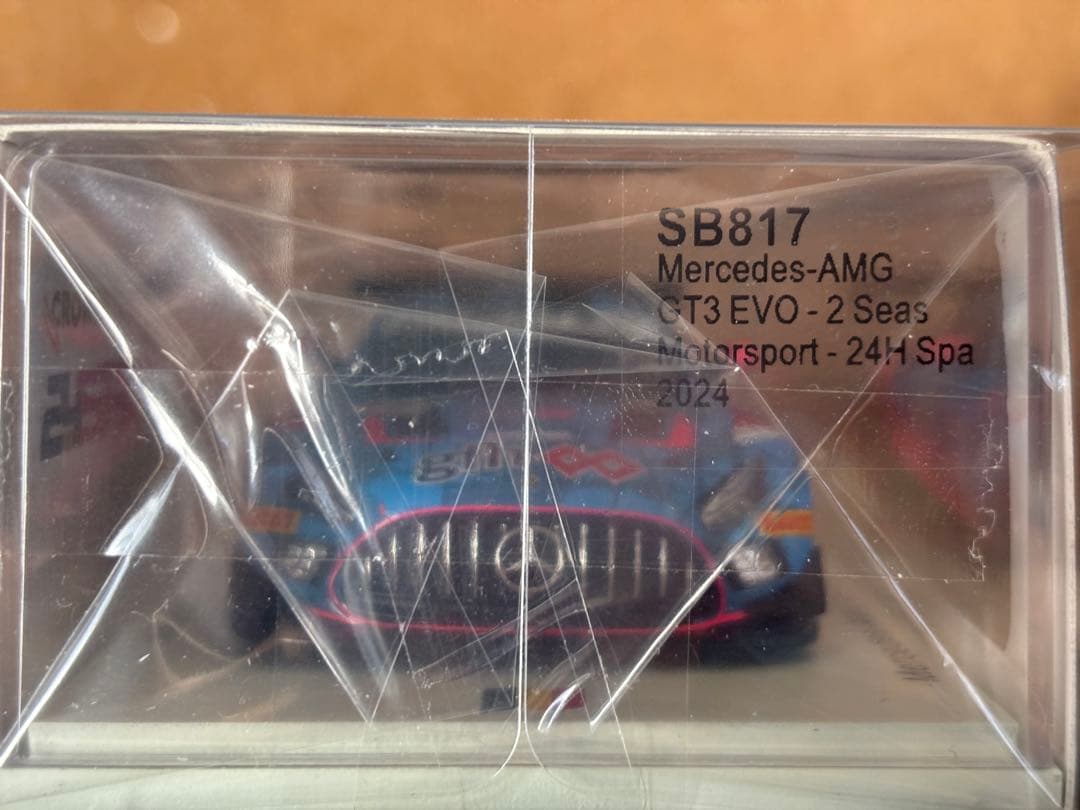 SB817
Mercedes-AMG
GT3 EVO - 2 Seas
Motorsport - 24H Spa
2024